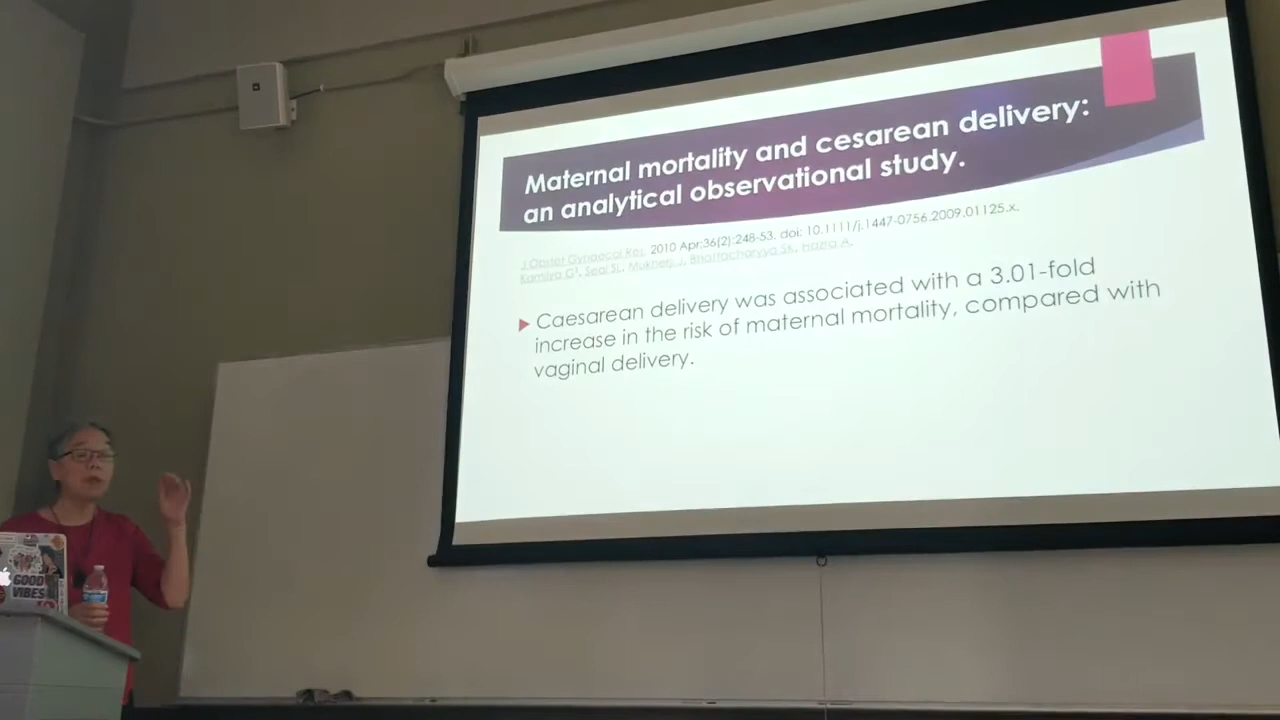 Maternal mortality and cesarean delivery:
an analytical observational study.
J Obstet Gynaecol Res. 2010 Apr;36(2):248-53. doi: 10.1111/j.1447-0756.2009.01125.x.
Kamilya G¹, Seal SL, Mukherji J, Bhattacharyya SK, Hazra A.
Caesarean delivery was associated with a 3.01-fold
increase in the risk of maternal mortality, compared with
vaginal delivery.
GOOD
VIBES